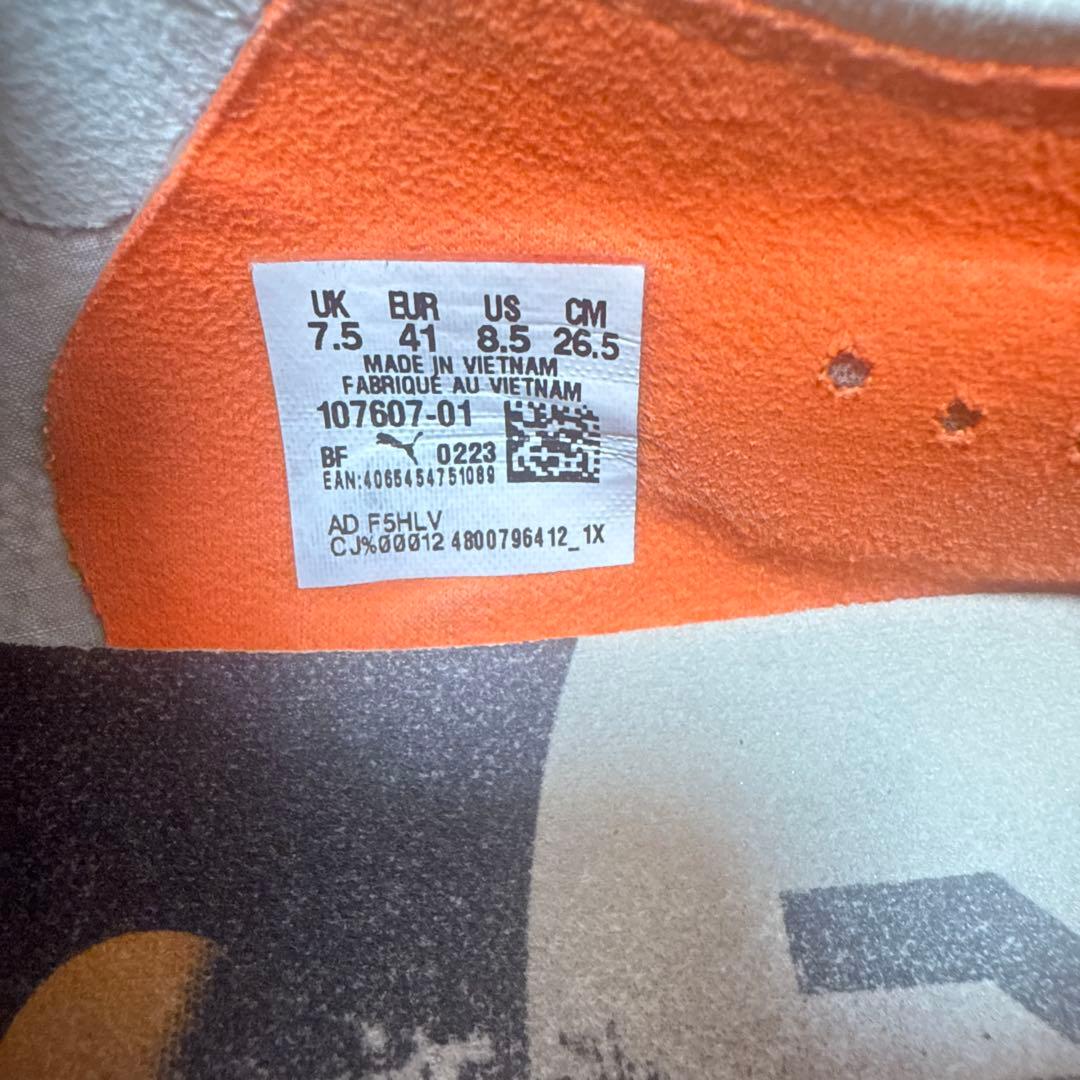 UK EUR US CM
7.5 41 8.5 26.5
MADE IN VIETNAM
FABRIQUÉ AU VIETNAM
107607-01
BF 0223
EAN:4065454751089
AD F5HLV
CJ%00012 4800796412_1X